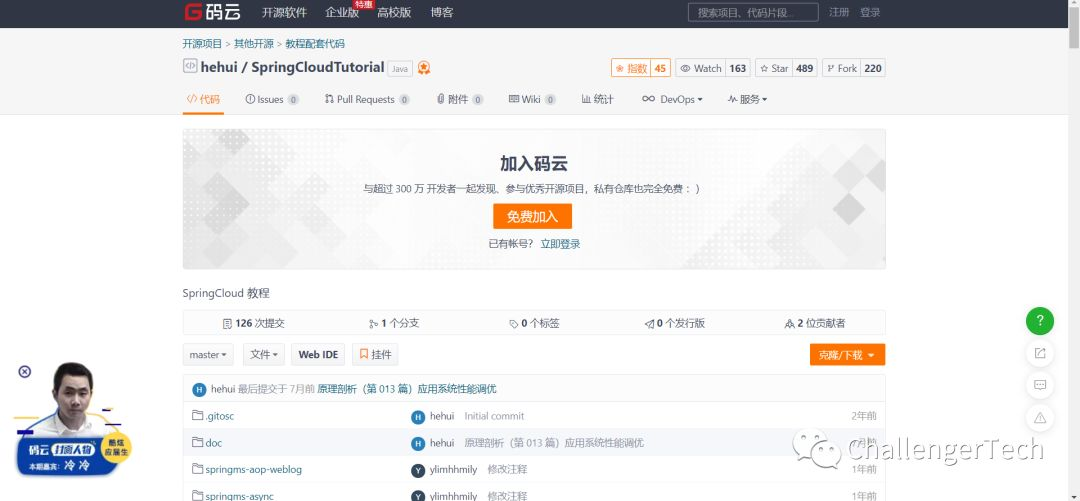 码云 开源软件 企业版 特惠 高校版 博客 搜索项目、代码片段... 注册 登录
开源项目 > 其他开源 > 教程配套代码
hehui / SpringCloudTutorial Java 指数 45 Watch 163 Star 489 Fork 220
代码 Issues 0 Pull Requests 0 附件 0 Wiki 0 统计 DevOps 服务
加入码云
与超过 300 万 开发者一起发现、参与优秀开源项目，私有仓库也完全免费 ：）
免费加入
已有帐号？ 立即登录
SpringCloud 教程
126 次提交 1 个分支 0 个标签 0 个发行版 2 位贡献者
master 文件 Web IDE 挂件 克隆/下载
H hehui 最后提交于 7月前 原理剖析（第 013 篇）应用系统性能调优
.gitosc H hehui Initial commit 2年前
doc H hehui 原理剖析（第 013 篇）应用系统性能调优 月前
springms-aop-weblog Y ylimhhmily 修改注释 1年前
springms-async Y ylimhhmily 修改注释 1年前
码云 封面人物
酷炫
应届生
本期嘉宾：冷冷
?
ChallengerTech